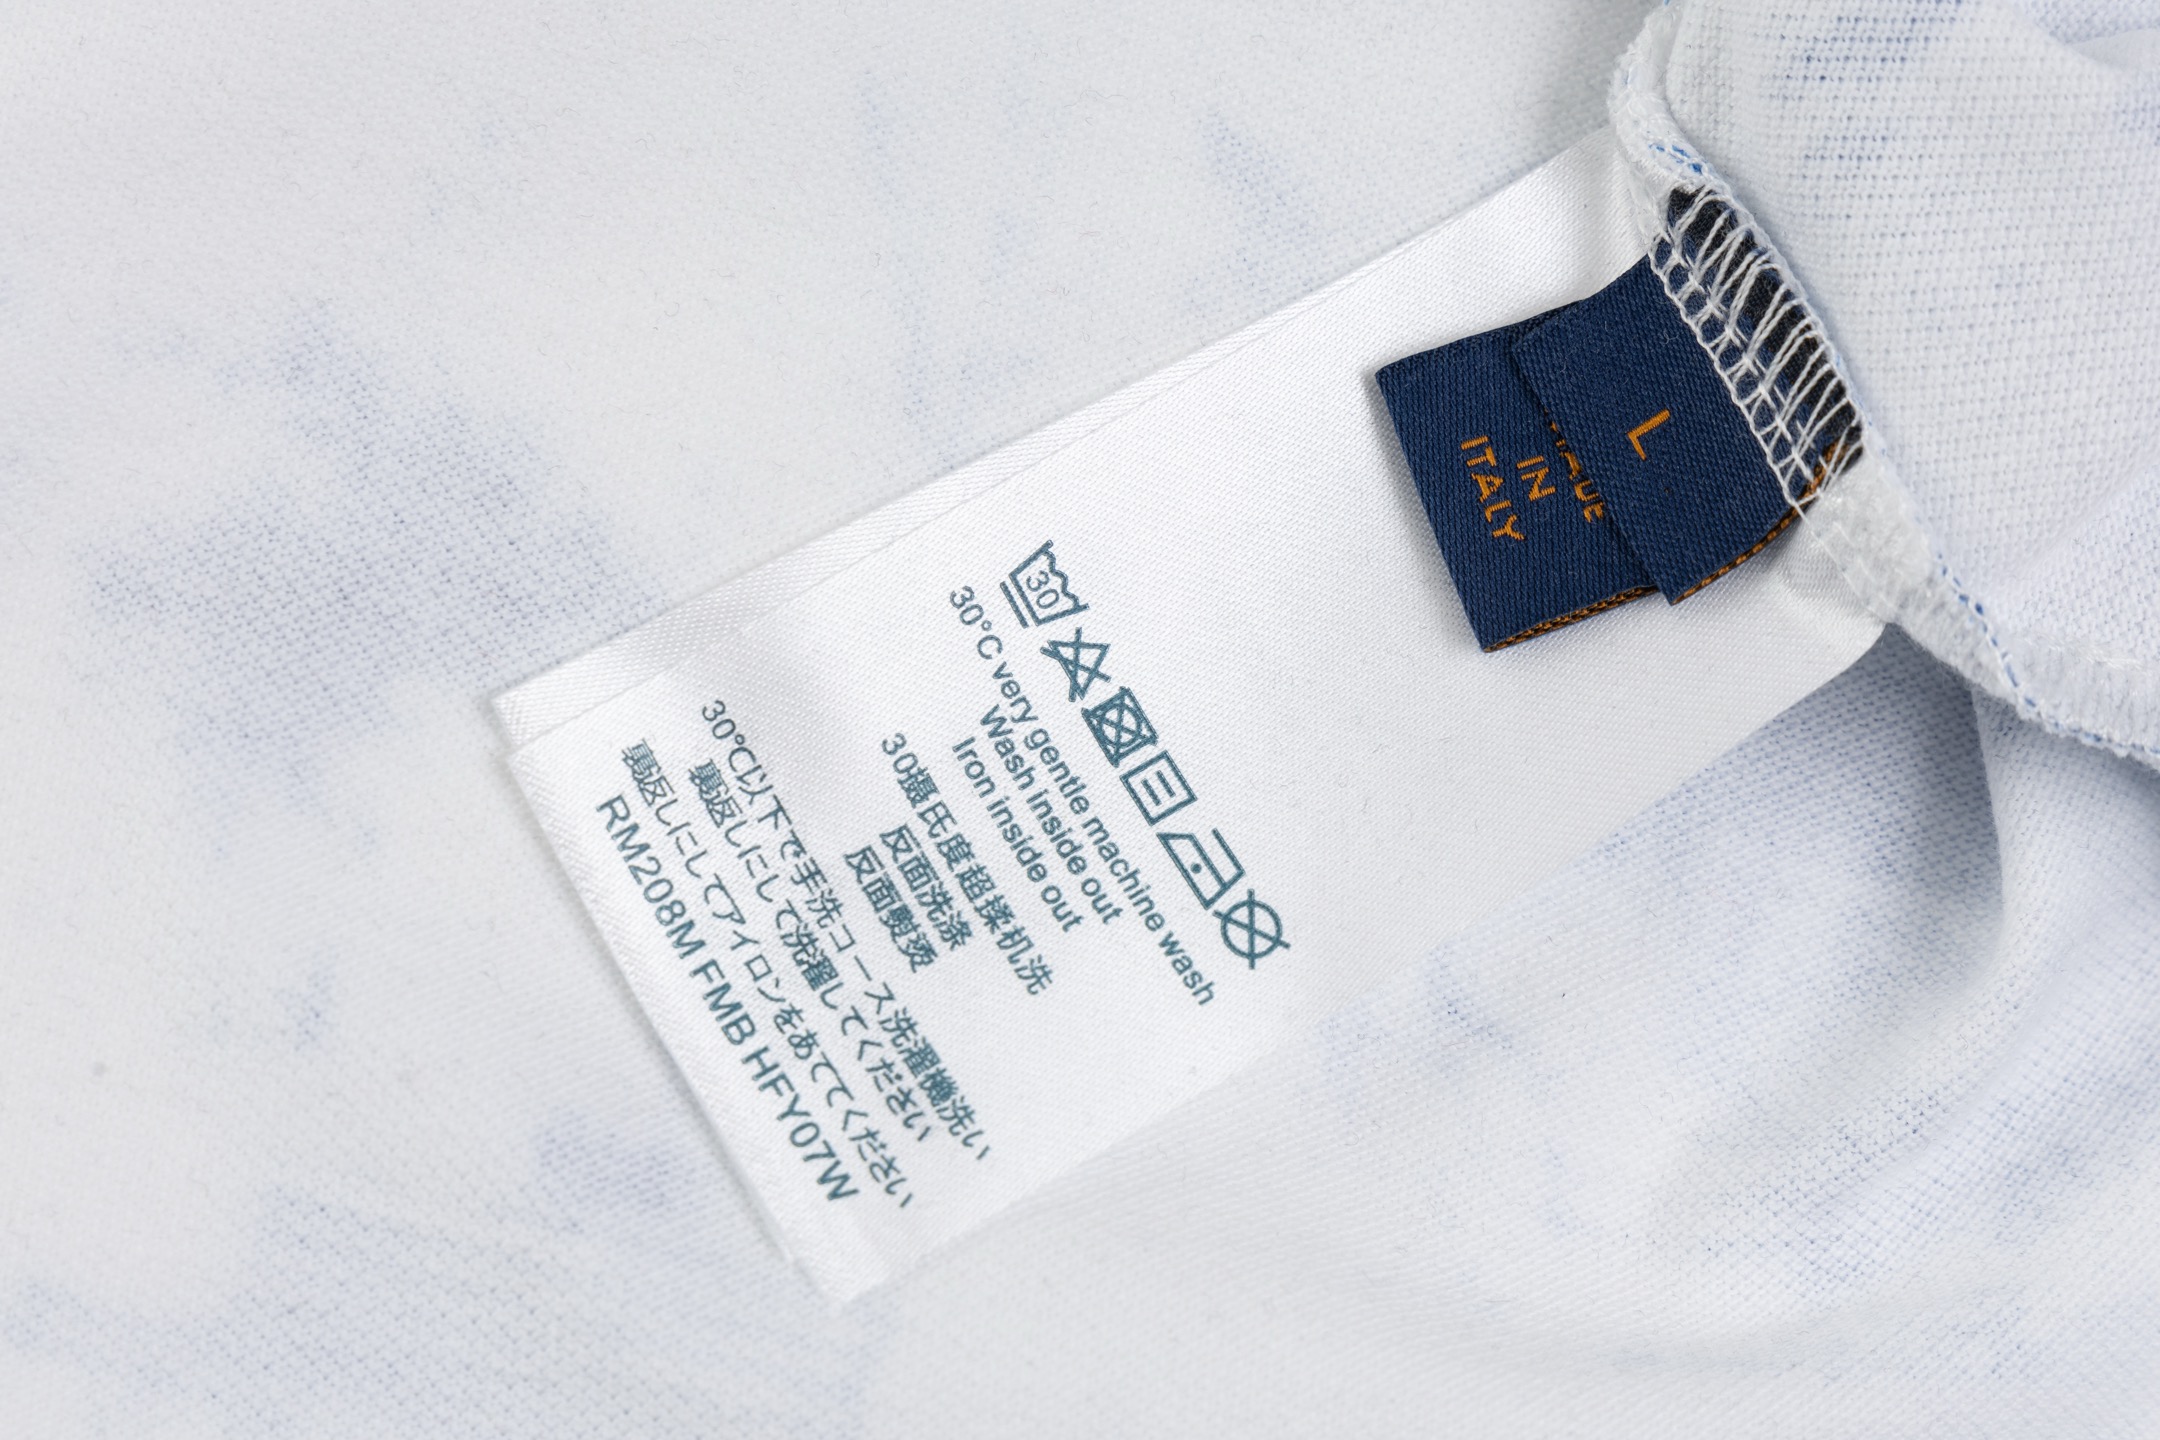 L
MADE
IN
ITALY
30
30°C very gentle machine wash
Wash inside out
Iron inside out
30摄氏度超揉机洗
反面洗涤
反面熨烫
30℃以下で手洗コース洗濯機洗い
裏返しにして洗濯してください
裏返しにしてアイロンをあててください
RM208M FMB HFY07W